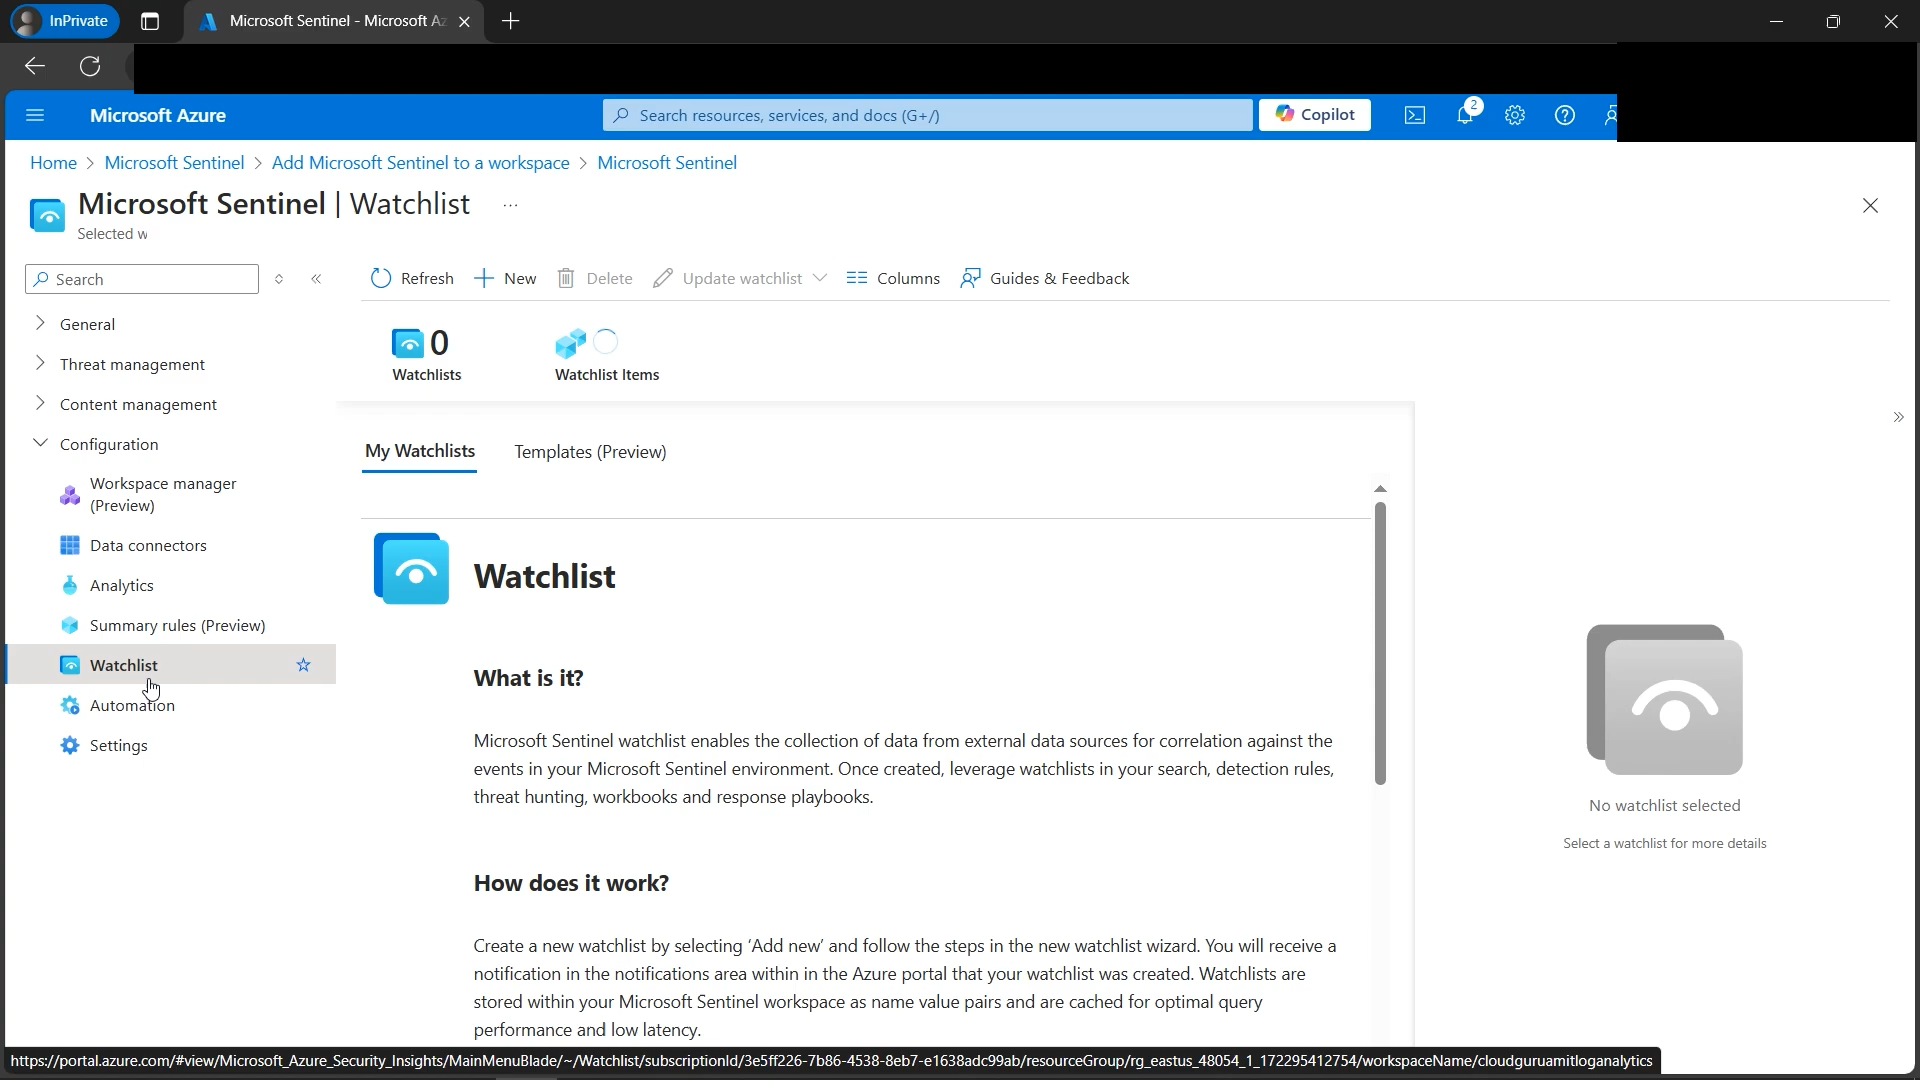 InPrivate
Microsoft Sentinel - Microsoft Az
Microsoft Azure
Search resources, services, and docs (G+/)
Copilot
2
Home > Microsoft Sentinel > Add Microsoft Sentinel to a workspace > Microsoft Sentinel
Microsoft Sentinel | Watchlist
...
Selected w
Search
Refresh
New
Delete
Update watchlist
Columns
Guides & Feedback
General
Threat management
Content management
Configuration
Workspace manager
(Preview)
Data connectors
Analytics
Summary rules (Preview)
Watchlist
Automation
Settings
0
Watchlists
Watchlist Items
My Watchlists
Templates (Preview)
Watchlist
What is it?
Microsoft Sentinel watchlist enables the collection of data from external data sources for correlation against the
events in your Microsoft Sentinel environment. Once created, leverage watchlists in your search, detection rules,
threat hunting, workbooks and response playbooks.
How does it work?
Create a new watchlist by selecting ‘Add new’ and follow the steps in the new watchlist wizard. You will receive a
notification in the notifications area within in the Azure portal that your watchlist was created. Watchlists are
stored within your Microsoft Sentinel workspace as name value pairs and are cached for optimal query
performance and low latency.
No watchlist selected
Select a watchlist for more details
https://portal.azure.com/#view/Microsoft_Azure_Security_Insights/MainMenuBlade/~/Watchlist/subscriptionId/3e5ff226-7b86-4538-8eb7-e1638adc99ab/resourceGroup/rg_eastus_48054_1_172295412754/workspaceName/cloudguruamitloganalytics